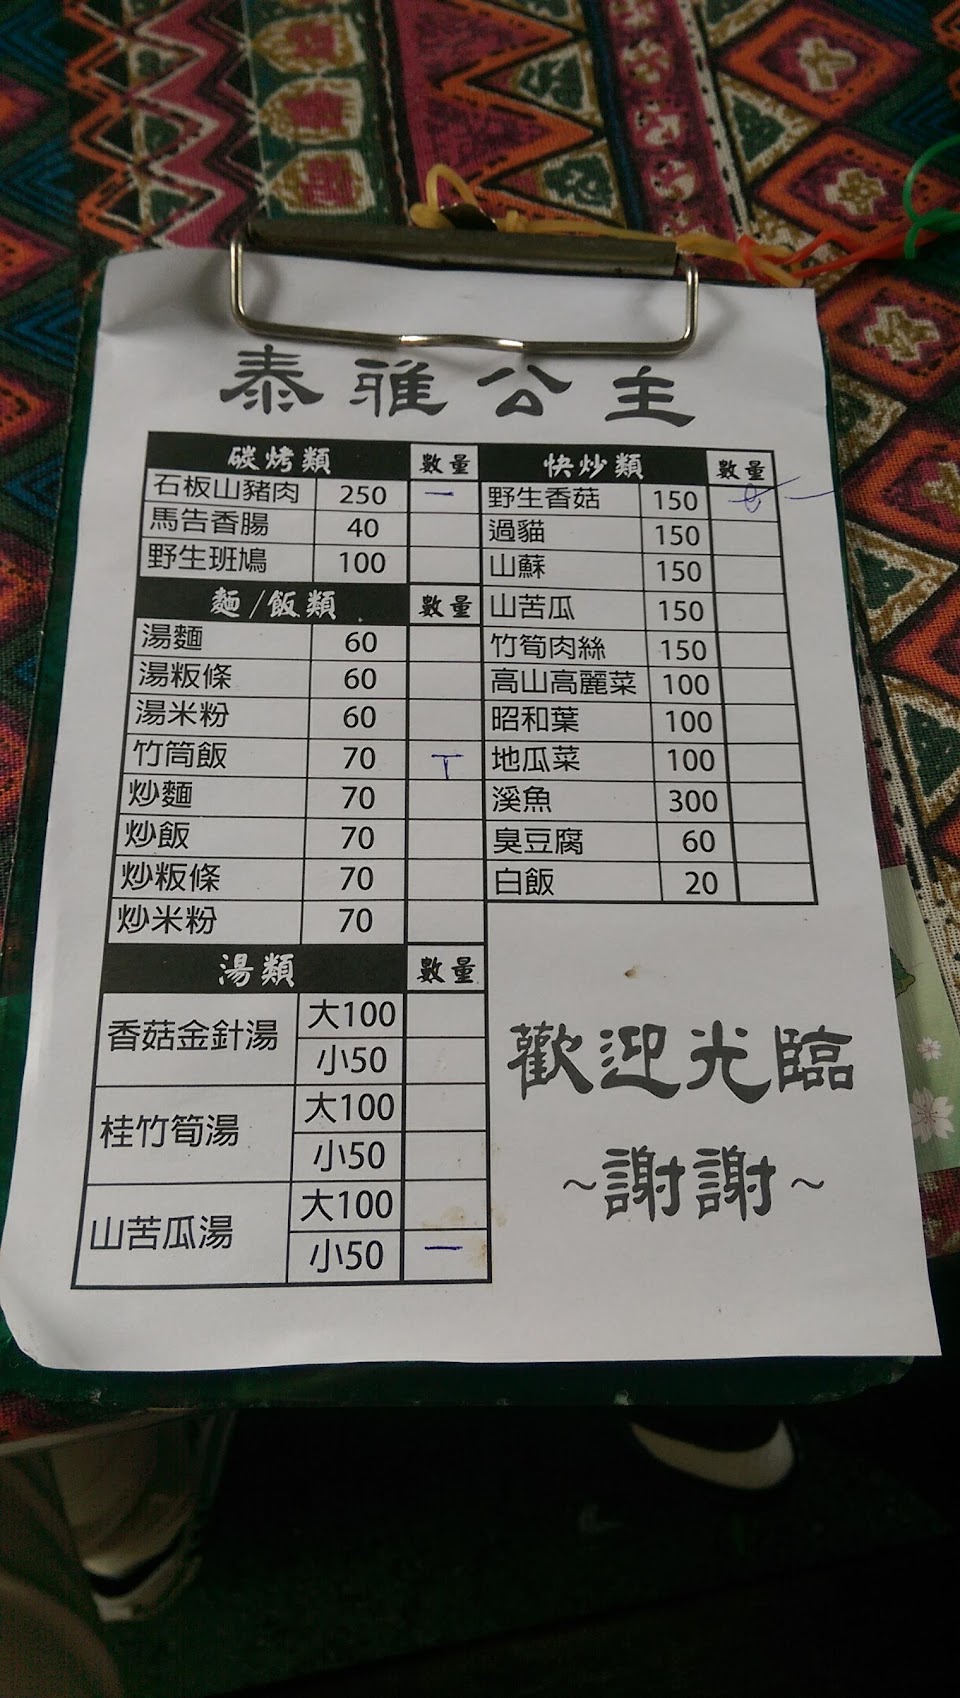 泰雅公主
碳烤類 數量
石板山豬肉 250 一
馬告香腸 40
野生班鳩 100
麵/飯類 數量
湯麵 60
湯粄條 60
湯米粉 60
竹筒飯 70 T
炒麵 70
炒飯 70
炒粄條 70
炒米粉 70
湯類 數量
香菇金針湯 大100
小50
桂竹筍湯 大100
小50
山苦瓜湯 大100
小50 一
快炒類 數量
野生香菇 150
過貓 150
山蘇 150
山苦瓜 150
竹筍肉絲 150
高山高麗菜 100
昭和葉 100
地瓜菜 100
溪魚 300
臭豆腐 60
白飯 20
歡迎光臨
~謝謝~